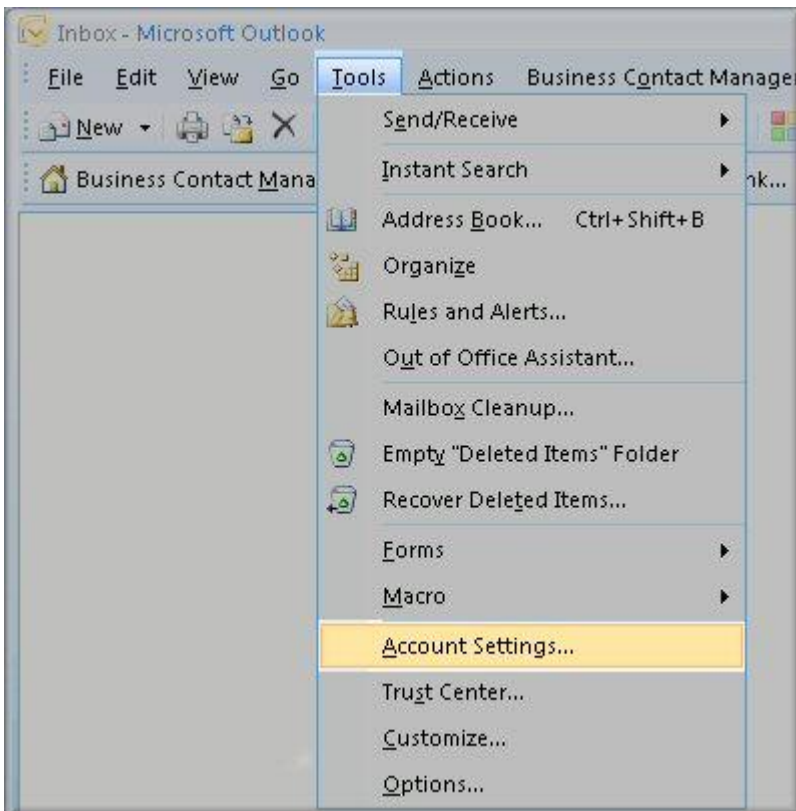 Inbox - Microsoft Outlook
File Edit View Go Tools Actions Business Contact Manage
New
Send/Receive
Business Contact Mana
Instant Search
nk...
Address Book... Ctrl+Shift+B
Organize
Rules and Alerts...
Out of Office Assistant...
Mailbox Cleanup...
Empty "Deleted Items" Folder
Recover Deleted Items...
Forms
Macro
Account Settings...
Trust Center...
Customize...
Options...